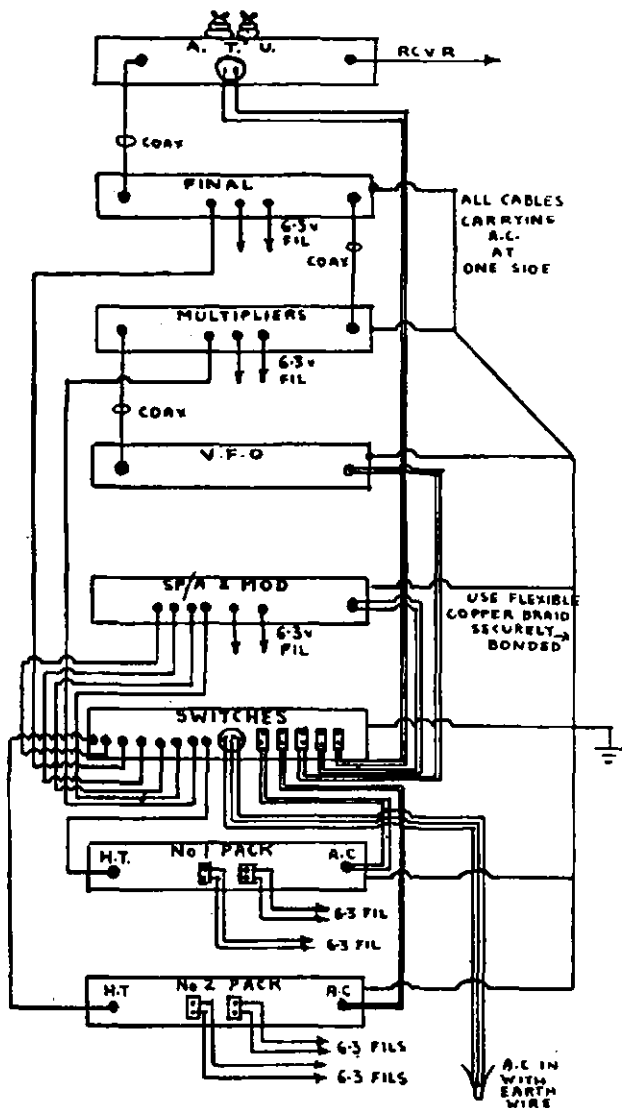 A. T. U.
RCVR
COAX
FINAL
6·3v
FIL
COAX
ALL CABLES
CARRYING
A.C.
AT
ONE SIDE
MULTIPLIERS
6·3v
FIL
COAX
V.F.O
SP/A & MOD
6·3v
FIL
USE FLEXIBLE
COPPER BRAID
SECURELY
BONDED
SWITCHES
H.T.
No 1 PACK
A.C
6·3 FIL
6·3 FIL
H.T
No 2 PACK
A.C
6·3 FILS
6·3 FILS
A.C IN
WITH
EARTH
WIRE